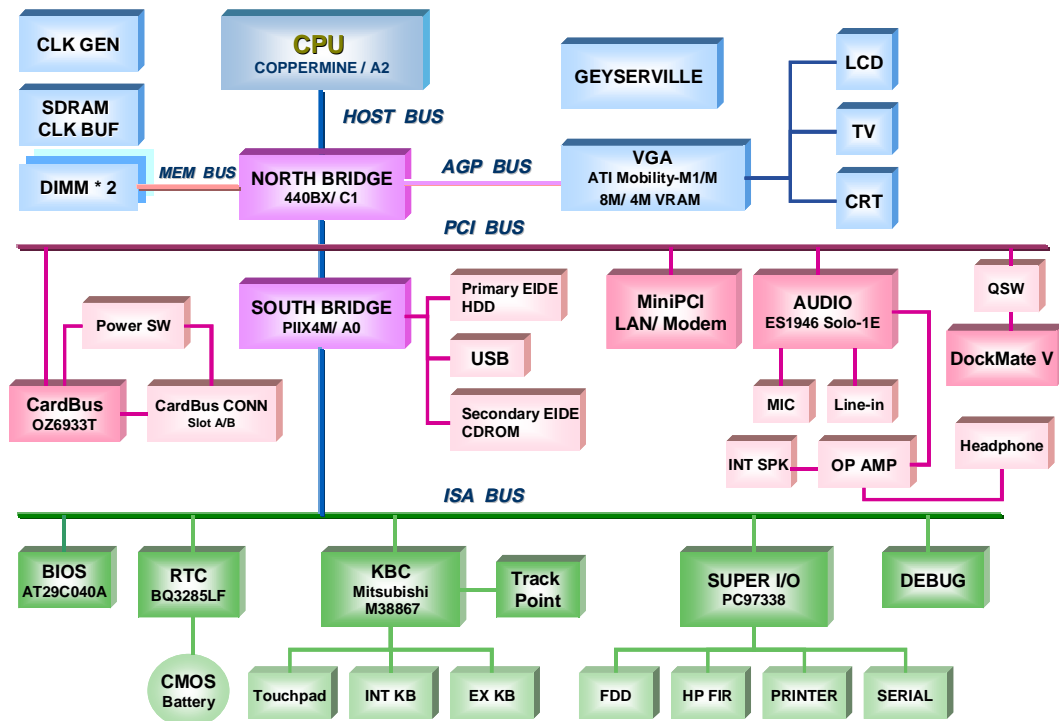 CLK GEN
CPU
COPPERMINE / A2
GEYSERVILLE
LCD
SDRAM
CLK BUF
HOST BUS
TV
DIMM * 2
MEM BUS
NORTH BRIDGE
440BX/ C1
AGP BUS
VGA
ATI Mobility-M1/M
8M/ 4M VRAM
CRT
PCI BUS
SOUTH BRIDGE
PIIX4M/ A0
Primary EIDE
HDD
USB
Secondary EIDE
CDROM
MiniPCI
LAN/ Modem
AUDIO
ES1946 Solo-1E
QSW
DockMate V
Power SW
CardBus
OZ6933T
CardBus CONN
Slot A/B
MIC
Line-in
INT SPK
OP AMP
Headphone
ISA BUS
BIOS
AT29C040A
RTC
BQ3285LF
KBC
Mitsubishi
M38867
Track
Point
SUPER I/O
PC97338
DEBUG
CMOS
Battery
Touchpad
INT KB
EX KB
FDD
HP FIR
PRINTER
SERIAL